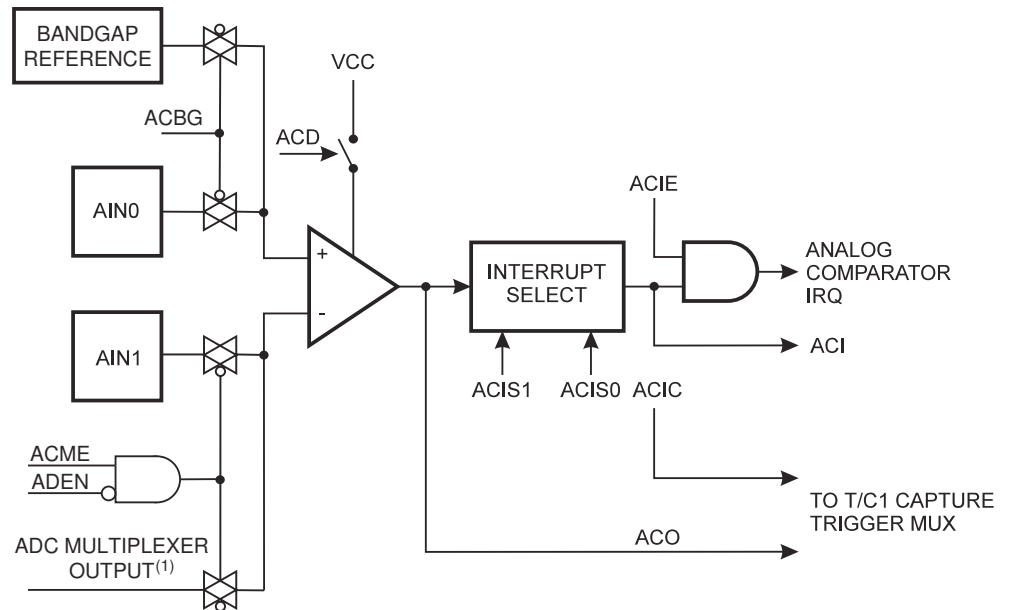 BANDGAP
REFERENCE
VCC
ACBG
ACD
AIN0
ACIE
+
-
INTERRUPT
SELECT
ANALOG
COMPARATOR
IRQ
AIN1
ACI
ACIS1 ACIS0 ACIC
ACME
ADEN
TO T/C1 CAPTURE
TRIGGER MUX
ACO
ADC MULTIPLEXER
OUTPUT(1)